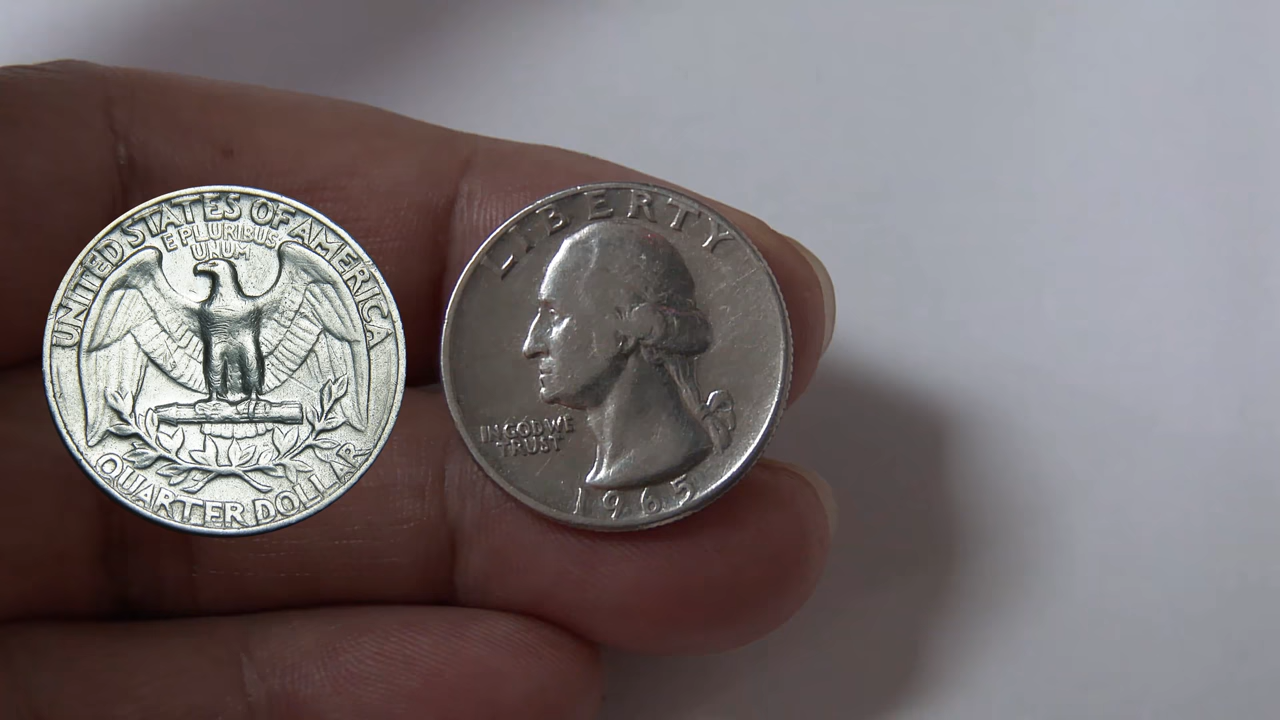 UNITED STATES OF AMERICA
E PLURIBUS
UNUM
QUARTER DOLLAR
LIBERTY
IN GOD WE
TRUST
1965